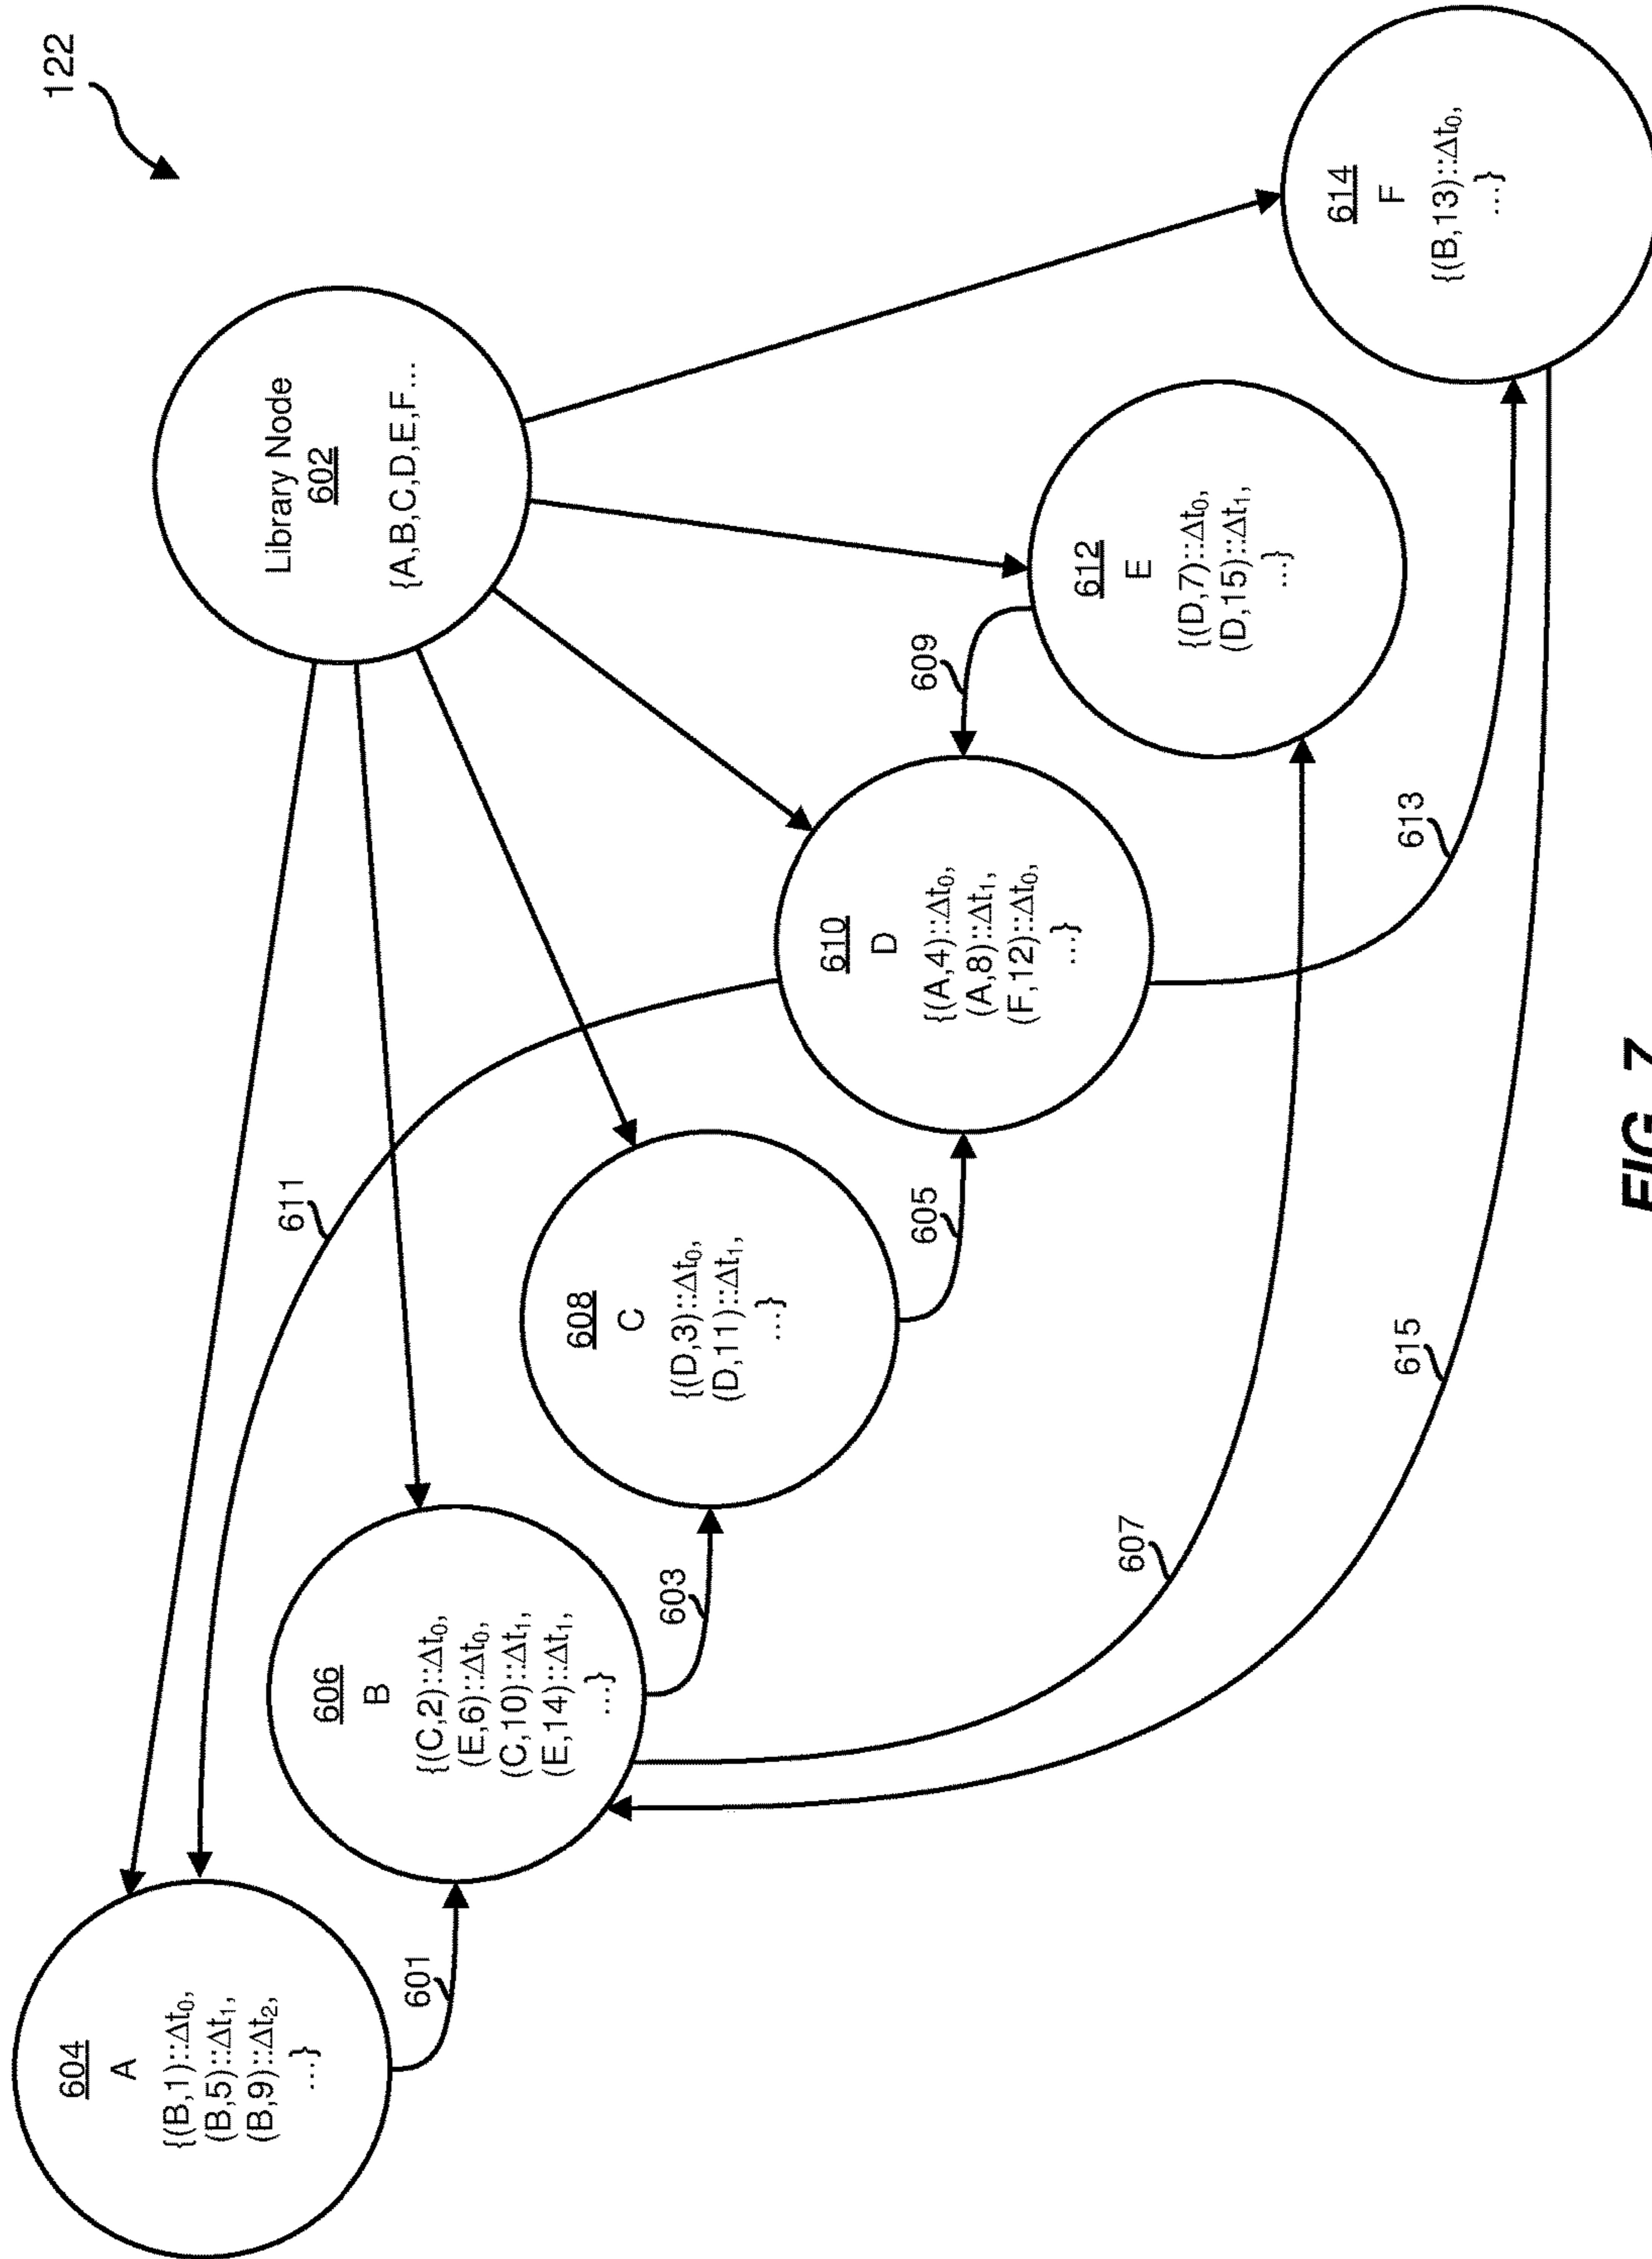 122
Library Node
602
{A,B,C,D,E,F...
604
A
{(B,1)::Δt₀,
(B,5)::Δt₁,
(B,9)::Δt₂,
...}
601
606
B
{(C,2)::Δt₀,
(E,6)::Δt₀,
(C,10)::Δt₁,
(E,14)::Δt₁,
...}
603
611
608
C
{(D,3)::Δt₀,
(D,11)::Δt₁,
...}
605
610
D
{(A,4)::Δt₀,
(A,8)::Δt₁,
(F,12)::Δt₀,
...}
609
612
E
{(D,7)::Δt₀,
(D,15)::Δt₁,
...}
607
613
614
F
{(B,13)::Δt₀,
...}
615
FIG. 7